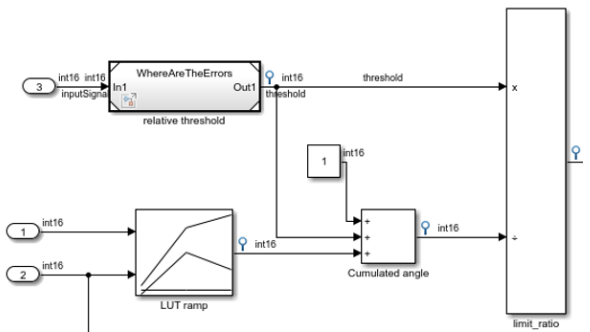 int16 int16
WhereAreTheErrors
int16
threshold
3
In1
Out1
x
inputSignal
threshold
relative threshold
1
int16
int16
1
+
int16
+
int16
÷
int16
int16
+
2
Cumulated angle
LUT ramp
limit_ratio